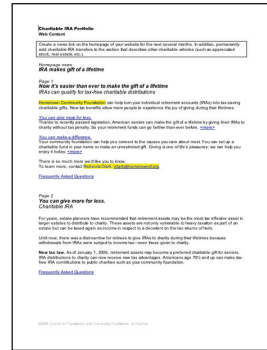 Charitable IRA Portfolio
Web Content
Create a news link on the homepage of your website for the next several months. In addition, permanently
add charitable IRA transfers to the section that describes other charitable vehicles (such as appreciated
stock, real estate, etc.).
Homepage news
IRA makes gift of a lifetime
Page 1
Now it's easier than ever to make the gift of a lifetime
IRAs can qualify for tax-free charitable distributions
Hometown Community Foundation can help turn your individual retirement accounts (IRAs) into tax-saving
charitable gifts. New tax benefits allow more people to experience the joy of giving during their lifetimes.
You can give more for less.
Thanks to recently passed legislation, American seniors can make the gift of a lifetime by giving their IRAs to
charity without tax penalty. So your retirement funds can go farther than ever before. <more>
You can make a difference.
Your community foundation can help you connect to the causes you care about most. You can set up a
charitable fund in your name or make an unrestricted gift. Giving is one of life's pleasures; we can help you
enjoy it today. <more>
There is so much more we'd like you to know.
To learn more, contact Rebecca Clark,
Frequently Asked Questions
Page 2
You can give more for less.
Charitable IRA
For years, estate planners have recommended that retirement assets may be the most tax effective asset in
larger estates to distribute to charity. These assets are not only vulnerable to heavy taxation as part of an
estate but can be taxed again as income in respect to a decedent on the tax returns of heirs.
Until now, there was a disincentive for retirees to give IRAs to charity during their lifetimes because
withdrawals from IRAs were subject to income tax—even those given to charity.
New tax law. As of January 1, 2006, retirement assets may become a preferred charitable gift for seniors.
IRA distributions to charity can now receive new tax advantages. Americans age 70½ and up can make tax-
free IRA contributions to public charities such as your community foundation.
Frequently Asked Questions